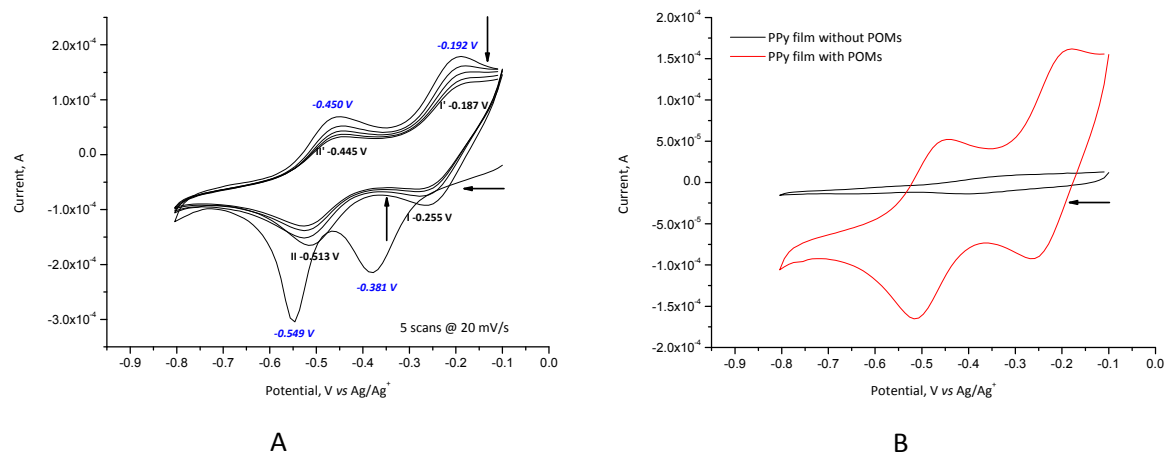 2.0x10⁻⁴
1.0x10⁻⁴
0.0
-1.0x10⁻⁴
-2.0x10⁻⁴
-3.0x10⁻⁴
Current, A
-0.192 V
-0.450 V
I' -0.187 V
II' -0.445 V
I -0.255 V
II -0.513 V
-0.381 V
-0.549 V
5 scans @ 20 mV/s
-0.9 -0.8 -0.7 -0.6 -0.5 -0.4 -0.3 -0.2 -0.1 0.0
Potential, V vs Ag/Ag⁺
A
2.0x10⁻⁴
1.5x10⁻⁴
1.0x10⁻⁴
5.0x10⁻⁵
0.0
-5.0x10⁻⁵
-1.0x10⁻⁴
-1.5x10⁻⁴
-2.0x10⁻⁴
Current, A
PPy film without POMs
PPy film with POMs
-0.9 -0.8 -0.7 -0.6 -0.5 -0.4 -0.3 -0.2 -0.1 0.0
Potential, V vs Ag/Ag⁺
B